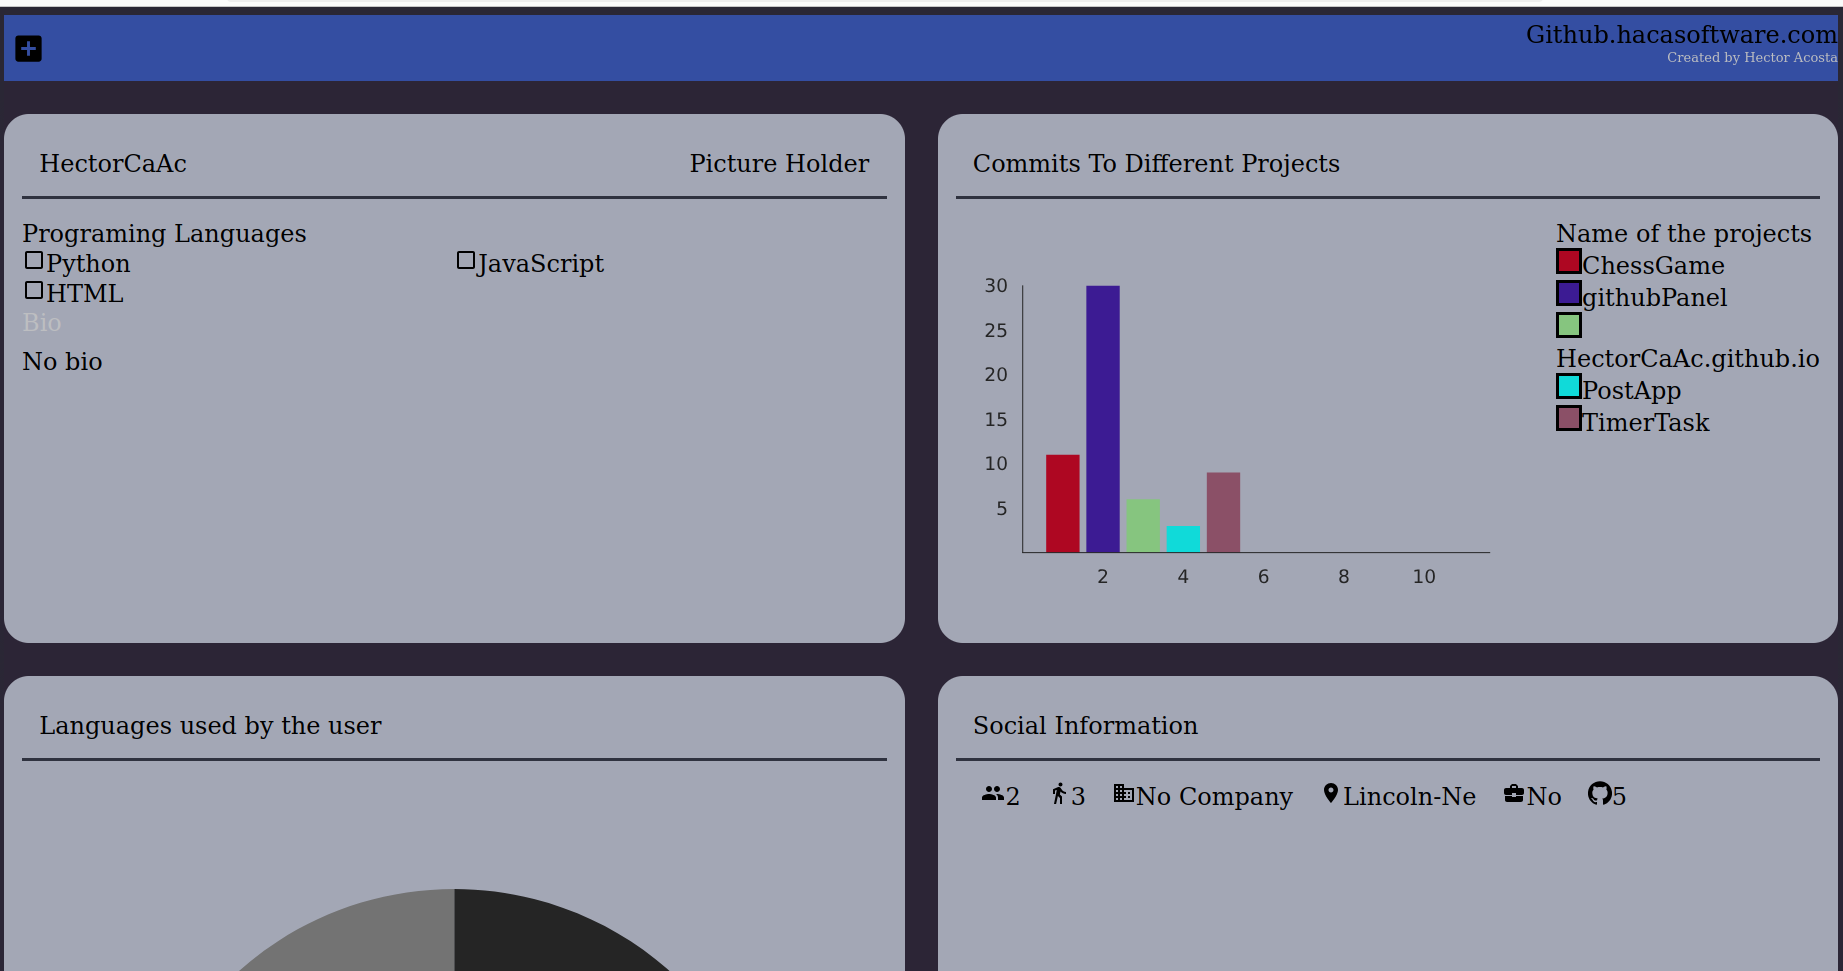 Github.hacasoftware.com
Created by Hector Acosta
HectorCaAc Picture Holder
Programing Languages
Python JavaScript
HTML
Bio
No bio
Commits To Different Projects
30
25
20
15
10
5
2 4 6 8 10
Name of the projects
ChessGame
githubPanel
HectorCaAc.github.io
PostApp
TimerTask
Languages used by the user
Social Information
2 3 No Company Lincoln-Ne No 5